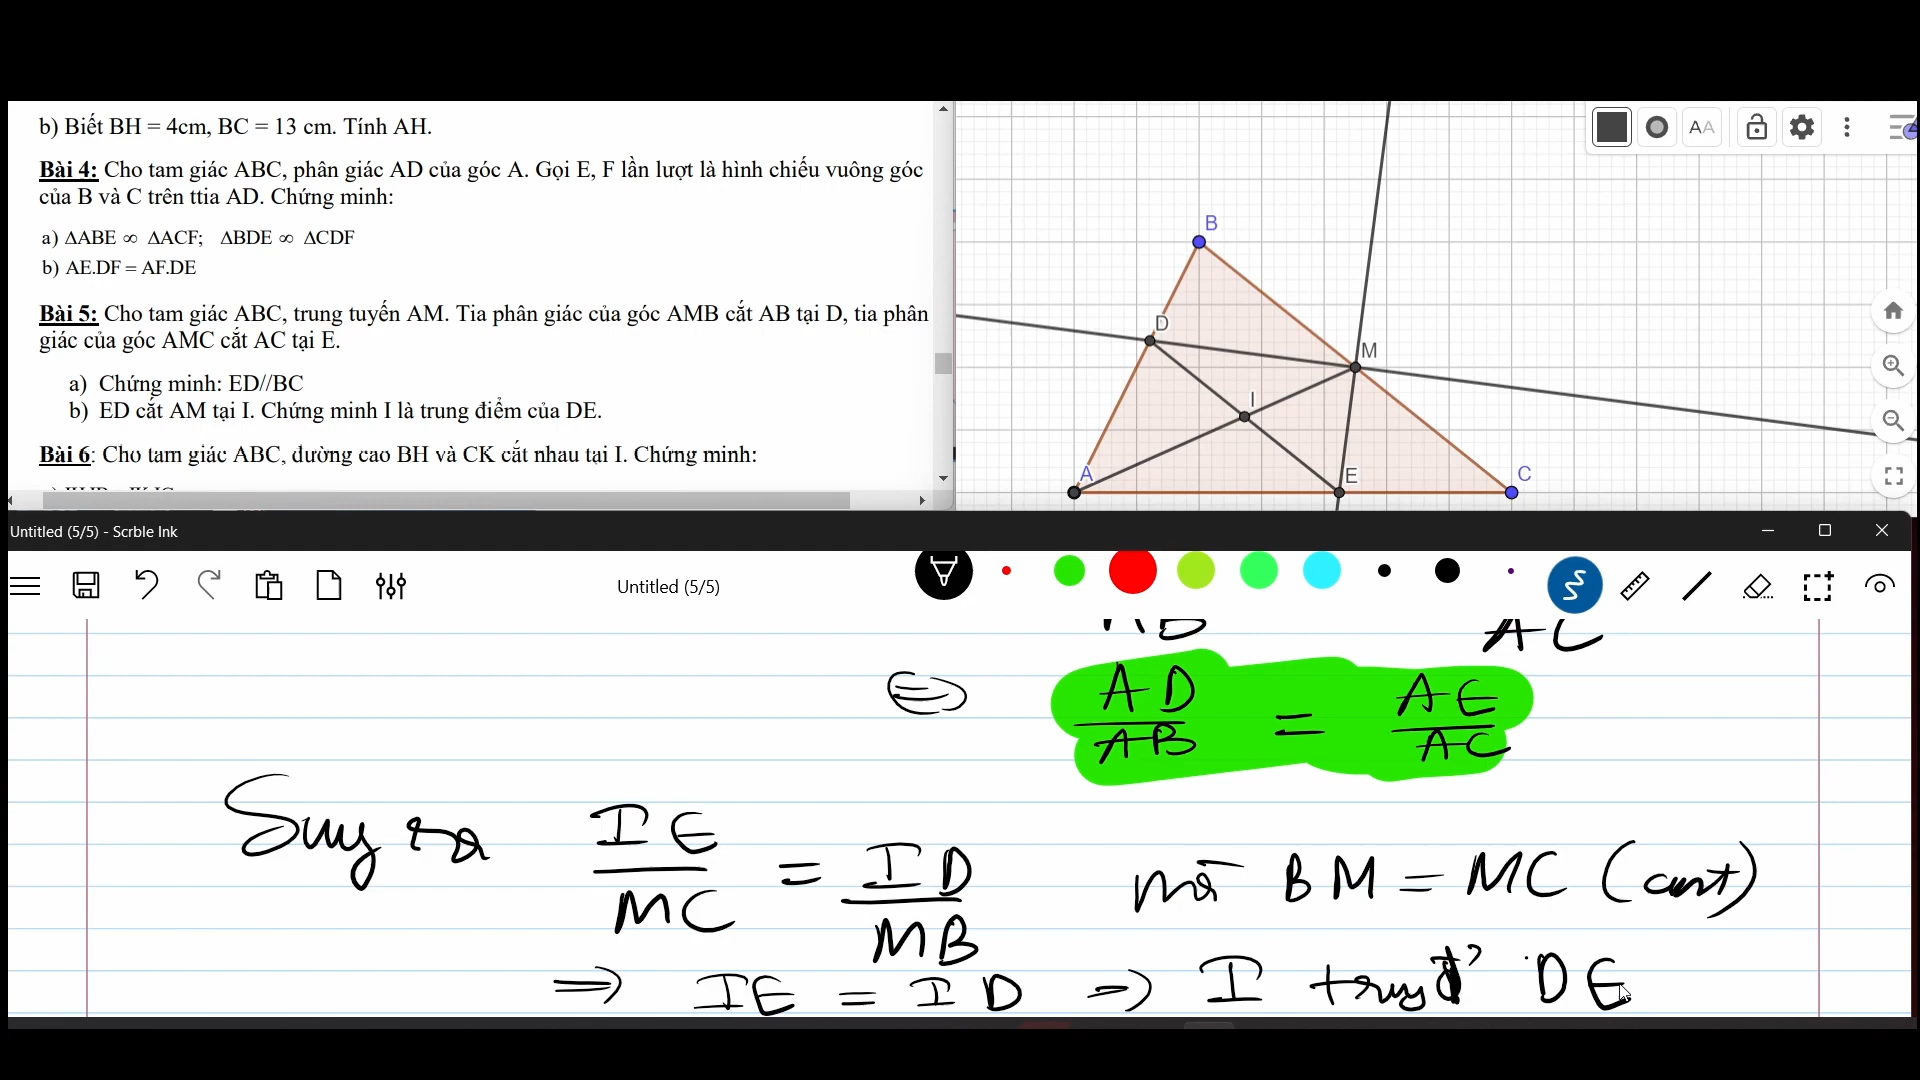 b) Biết BH = 4cm, BC = 13 cm. Tính AH.
Bài 4: Cho tam giác ABC, phân giác AD của góc A. Gọi E, F lần lượt là hình chiếu vuông góc
của B và C trên ttia AD. Chứng minh:
a) ΔABE ∞ ΔACF; ΔBDE ∞ ΔCDF
b) AE.DF = AF.DE
Bài 5: Cho tam giác ABC, trung tuyến AM. Tia phân giác của góc AMB cắt AB tại D, tia phân
giác của góc AMC cắt AC tại E.
a) Chứng minh: ED//BC
b) ED cắt AM tại I. Chứng minh I là trung điểm của DE.
Bài 6: Cho tam giác ABC, đường cao BH và CK cắt nhau tại I. Chứng minh:
AA
B
D
M
I
A
E
C
Untitled (5/5) - Scrble Ink
Untitled (5/5)
AC
AD/AB = AE/AC
Suy ra IE/MC = ID/MB mà BM = MC (cmt)
⇒ IE = ID ⇒ I trung đ' DE